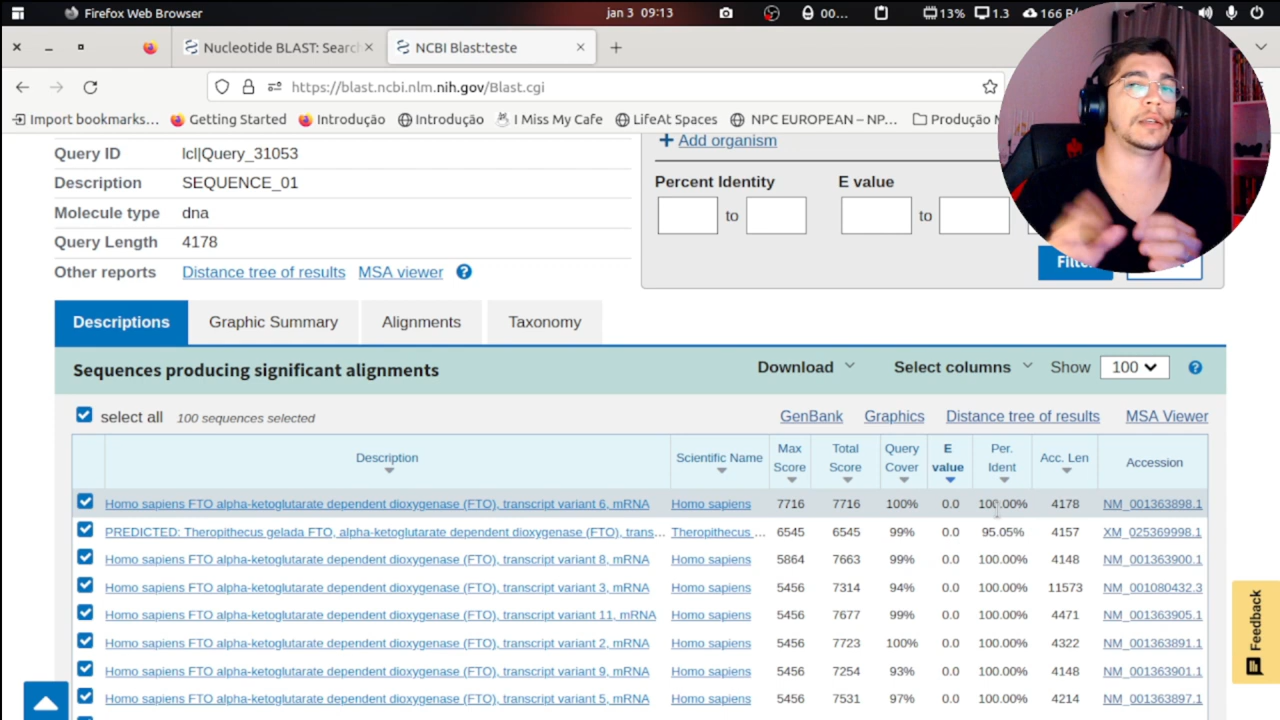 Firefox Web Browser
jan 3 09:13
00...
13%
1.3
166 B/
Nucleotide BLAST: Searc
NCBI Blast:teste
https://blast.ncbi.nlm.nih.gov/Blast.cgi
Import bookmarks...
Getting Started
Introdução
Introdução
I Miss My Cafe
LifeAt Spaces
NPC EUROPEAN – NP...
Produção M
Query ID
lcl|Query_31053
Description
SEQUENCE_01
Molecule type
dna
Query Length
4178
Other reports
Distance tree of results
MSA viewer
?
+ Add organism
Percent Identity
E value
to
to
Descriptions
Graphic Summary
Alignments
Taxonomy
Sequences producing significant alignments
Download
Select columns
Show
100
?
select all
100 sequences selected
GenBank
Graphics
Distance tree of results
MSA Viewer
Description
Scientific Name
Max Score
Total Score
Query Cover
E value
Per. Ident
Acc. Len
Accession
Homo sapiens FTO alpha-ketoglutarate dependent dioxygenase (FTO), transcript variant 6, mRNA Homo sapiens 7716 7716 100% 0.0 100.00% 4178 NM_001363898.1
PREDICTED: Theropithecus gelada FTO, alpha-ketoglutarate dependent dioxygenase (FTO), trans... Theropithecus ... 6545 6545 99% 0.0 95.05% 4157 XM_025369998.1
Homo sapiens FTO alpha-ketoglutarate dependent dioxygenase (FTO), transcript variant 8, mRNA Homo sapiens 5864 7663 99% 0.0 100.00% 4148 NM_001363900.1
Homo sapiens FTO alpha-ketoglutarate dependent dioxygenase (FTO), transcript variant 3, mRNA Homo sapiens 5456 7314 94% 0.0 100.00% 11573 NM_001080432.3
Homo sapiens FTO alpha-ketoglutarate dependent dioxygenase (FTO), transcript variant 11, mRNA Homo sapiens 5456 7677 99% 0.0 100.00% 4471 NM_001363905.1
Homo sapiens FTO alpha-ketoglutarate dependent dioxygenase (FTO), transcript variant 2, mRNA Homo sapiens 5456 7723 100% 0.0 100.00% 4322 NM_001363891.1
Homo sapiens FTO alpha-ketoglutarate dependent dioxygenase (FTO), transcript variant 9, mRNA Homo sapiens 5456 7254 93% 0.0 100.00% 4148 NM_001363901.1
Homo sapiens FTO alpha-ketoglutarate dependent dioxygenase (FTO), transcript variant 5, mRNA Homo sapiens 5456 7531 97% 0.0 100.00% 4214 NM_001363897.1
Feedback